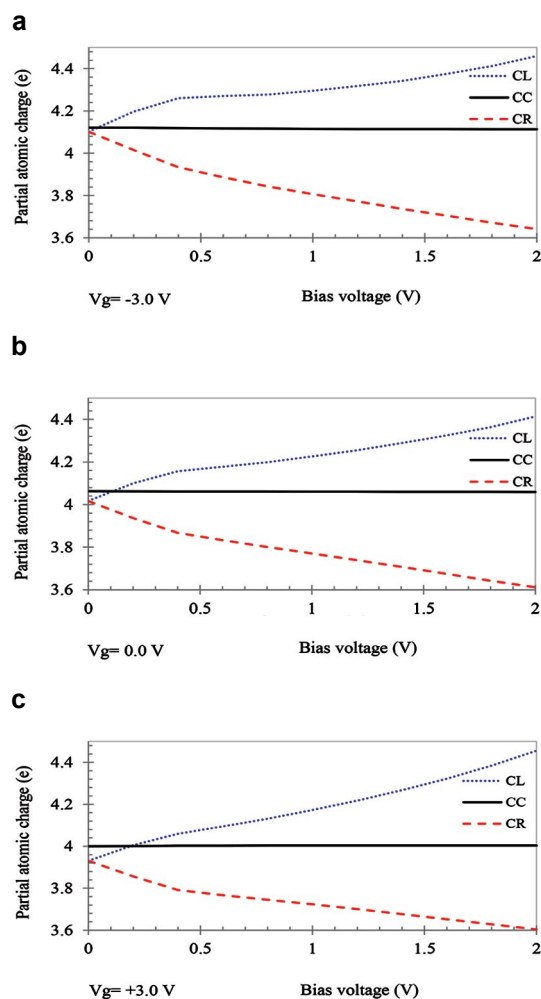 a
4.4
4.2
4
3.8
3.6
Partial atomic charge (e)
CL
CC
CR
0 0.5 1 1.5 2
Vg= -3.0 V Bias voltage (V)
b
4.4
4.2
4
3.8
3.6
Partial atomic charge (e)
CL
CC
CR
0 0.5 1 1.5 2
Vg= 0.0 V Bias voltage (V)
c
4.4
4.2
4
3.8
3.6
Partial atomic charge (e)
CL
CC
CR
0 0.5 1 1.5 2
Vg= +3.0 V Bias voltage (V)